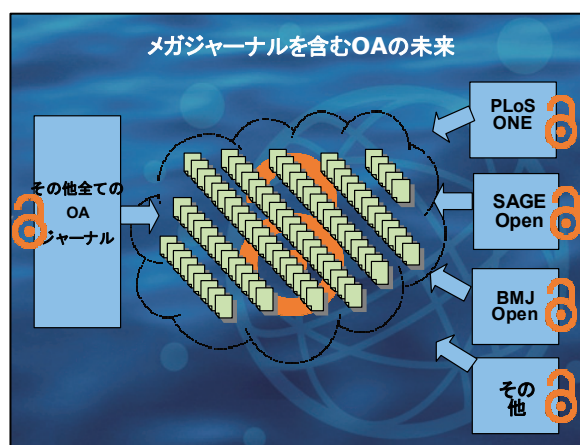 メガジャーナルを含むOAの未来
その他全ての
OA
ジャーナル
PLoS
ONE
SAGE
Open
BMJ
Open
その
他